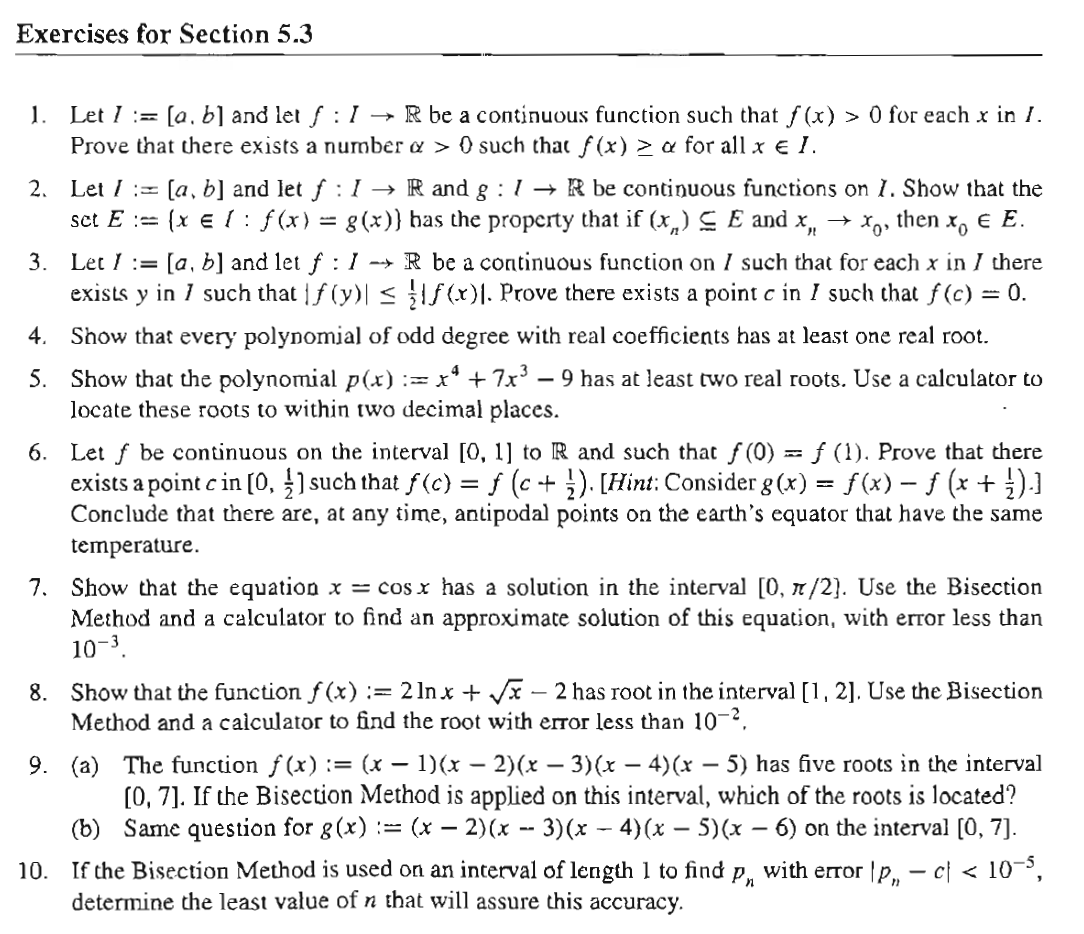 Exercises for Section 5.3
1. Let I := [a, b] and let f : I → ℝ be a continuous function such that f(x) > 0 for each x in I.
Prove that there exists a number α > 0 such that f(x) ≥ α for all x ∈ I.
2. Let I := [a, b] and let f : I → ℝ and g : I → ℝ be continuous functions on I. Show that the
set E := {x ∈ I : f(x) = g(x)} has the property that if (xₙ) ⊆ E and xₙ → x₀, then x₀ ∈ E.
3. Let I := [a, b] and let f : I → ℝ be a continuous function on I such that for each x in I there
exists y in I such that |f(y)| ≤ ½|f(x)|. Prove there exists a point c in I such that f(c) = 0.
4. Show that every polynomial of odd degree with real coefficients has at least one real root.
5. Show that the polynomial p(x) := x⁴ + 7x³ − 9 has at least two real roots. Use a calculator to
locate these roots to within two decimal places.
6. Let f be continuous on the interval [0, 1] to ℝ and such that f(0) = f (1). Prove that there
exists a point c in [0, ½] such that f(c) = f (c + ½). [Hint: Consider g(x) = f(x) − f (x + ½).]
Conclude that there are, at any time, antipodal points on the earth's equator that have the same
temperature.
7. Show that the equation x = cos x has a solution in the interval [0, π/2]. Use the Bisection
Method and a calculator to find an approximate solution of this equation, with error less than
10⁻³.
8. Show that the function f(x) := 2 ln x + √x − 2 has root in the interval [1, 2]. Use the Bisection
Method and a calculator to find the root with error less than 10⁻².
9. (a) The function f(x) := (x − 1)(x − 2)(x − 3)(x − 4)(x − 5) has five roots in the interval
[0, 7]. If the Bisection Method is applied on this interval, which of the roots is located?
(b) Same question for g(x) := (x − 2)(x − 3)(x − 4)(x − 5)(x − 6) on the interval [0, 7].
10. If the Bisection Method is used on an interval of length 1 to find pₙ with error |pₙ − c| < 10⁻⁵,
determine the least value of n that will assure this accuracy.